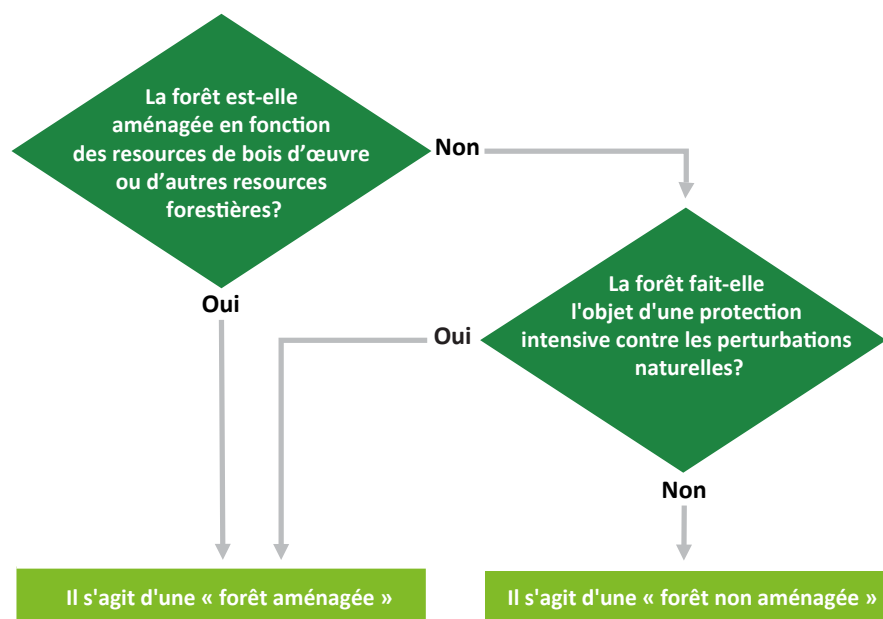 La forêt est-elle
aménagée en fonction
des resources de bois d'œuvre
ou d'autres resources
forestières?
Non
Oui
La forêt fait-elle
l'objet d'une protection
intensive contre les perturbations
naturelles?
Oui
Non
Il s'agit d'une « forêt aménagée »
Il s'agit d'une « forêt non aménagée »